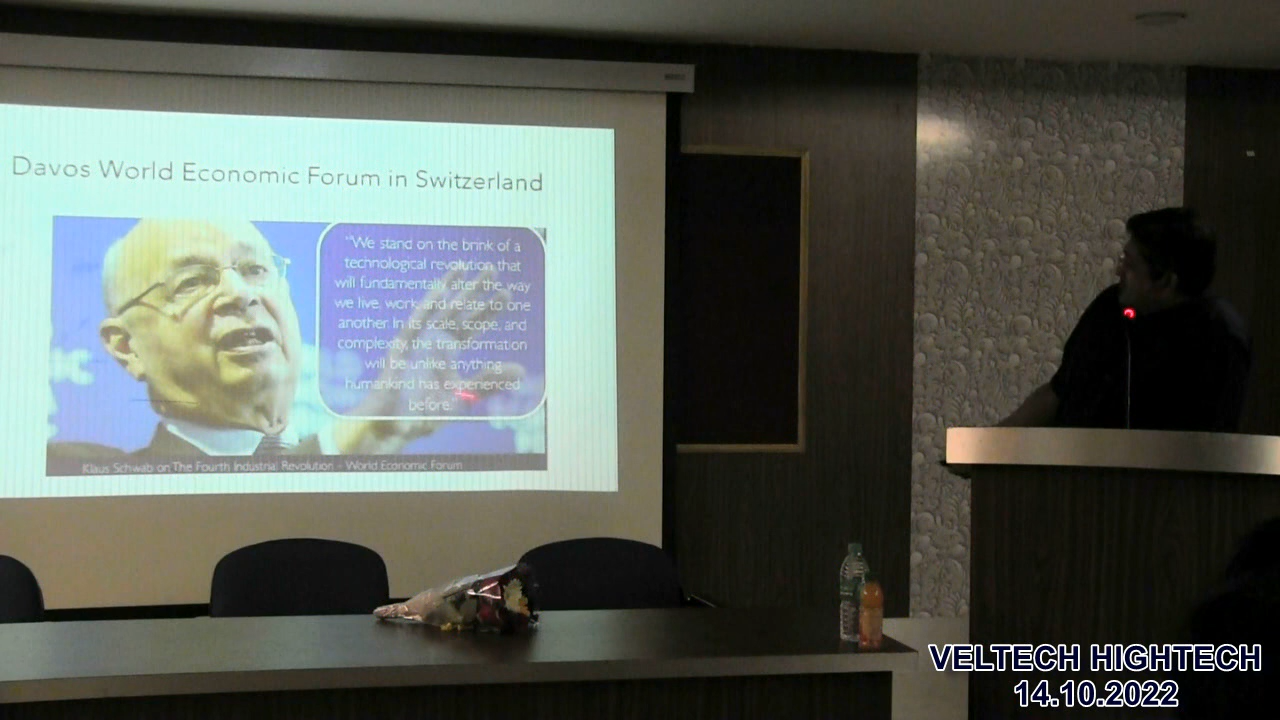 Davos World Economic Forum in Switzerland
"We stand on the brink of a
technological revolution that
will fundamentally alter the way
we live, work, and relate to one
another. In its scale, scope, and
complexity, the transformation
will be unlike anything
humankind has experienced
before."
Klaus Schwab on The Fourth Industrial Revolution - World Economic Forum
VELTECH HIGHTECH
14.10.2022